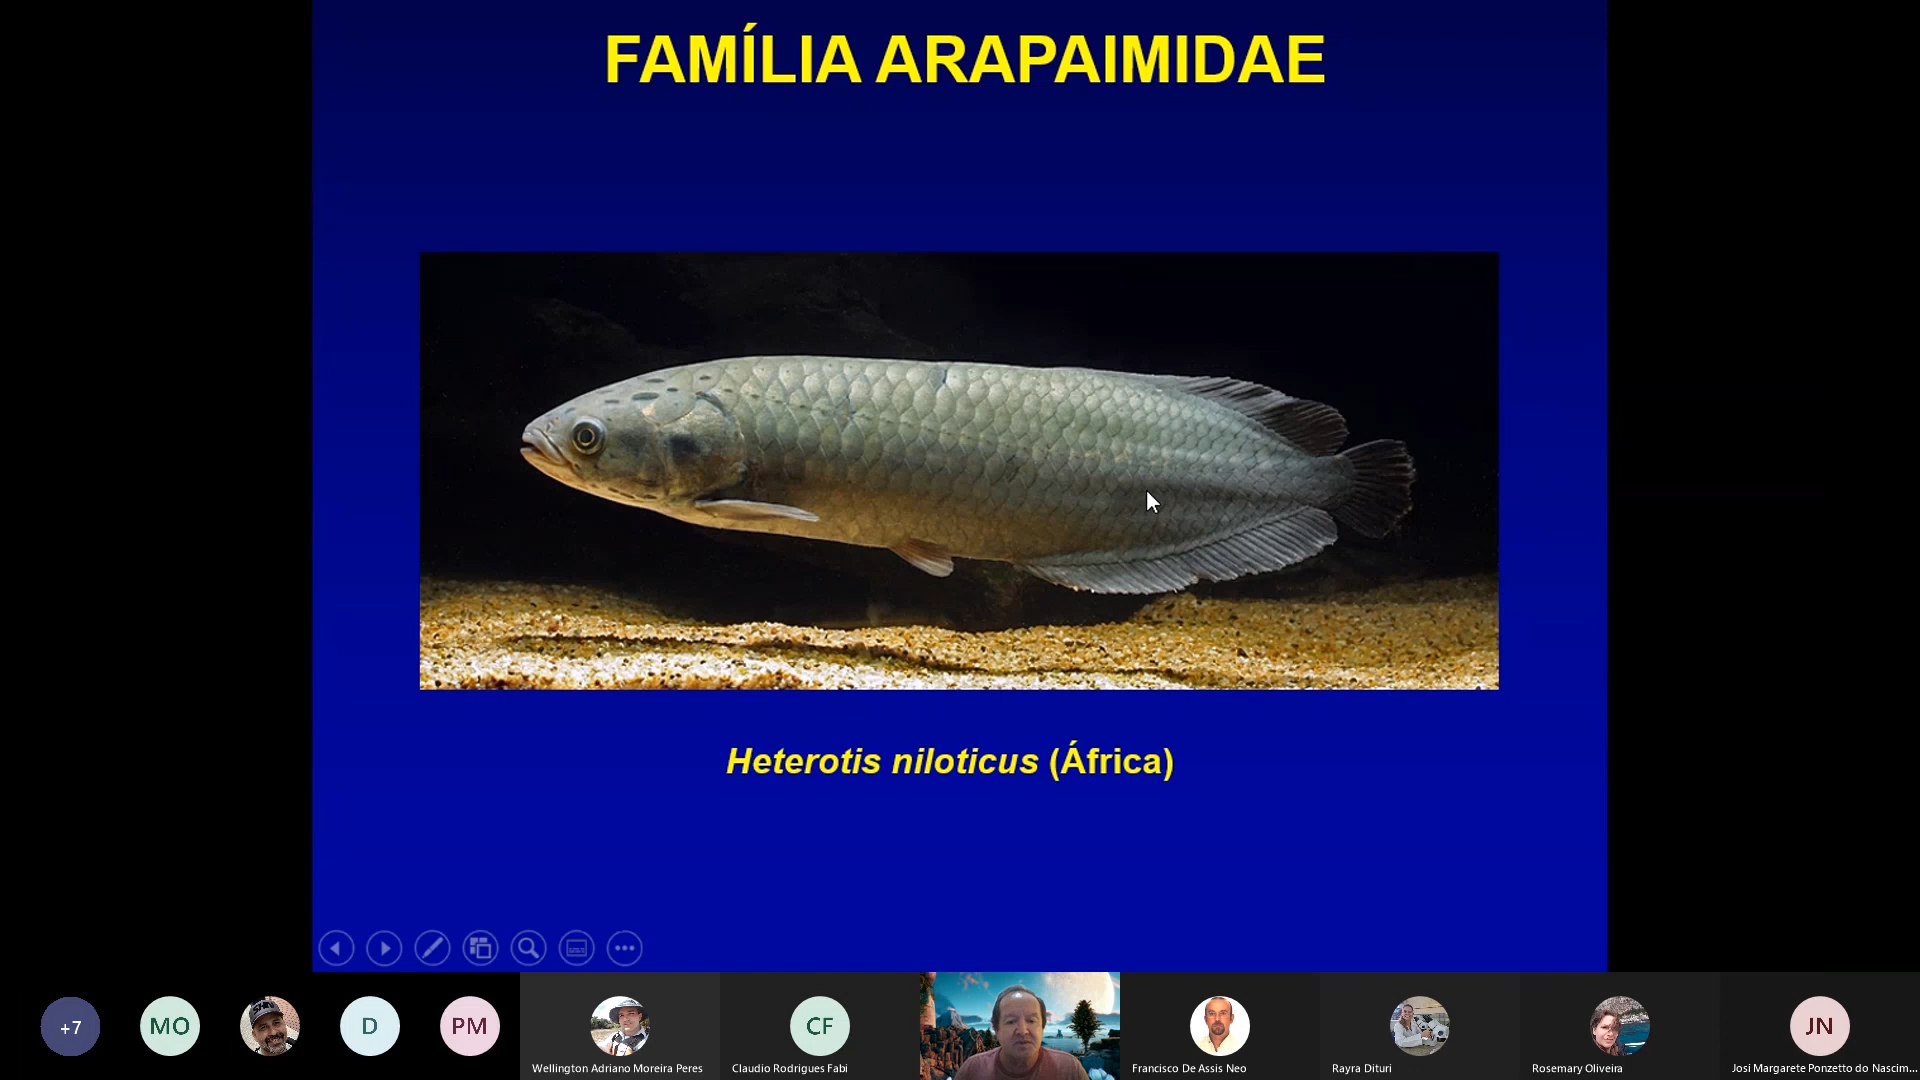 FAMÍLIA ARAPAIMIDAE
Heterotis niloticus (África)
+7
MO
D
PM
CF
JN
Wellington Adriano Moreira Peres
Claudio Rodrigues Fabi
Francisco De Assis Neo
Rayra Dituri
Rosemary Oliveira
Josi Margarete Ponzetto do Nascim...